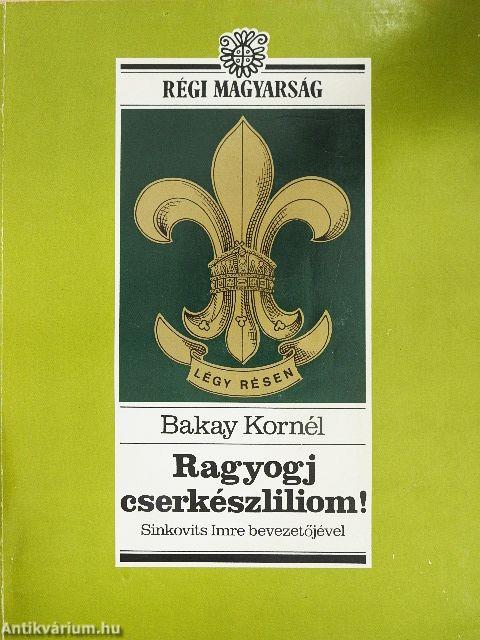 RÉGI MAGYARSÁG
LÉGY RÉSEN
Bakay Kornél
Ragyogj
cserkészliliom!
Sinkovits Imre bevezetőjével
Antikvárium.hu